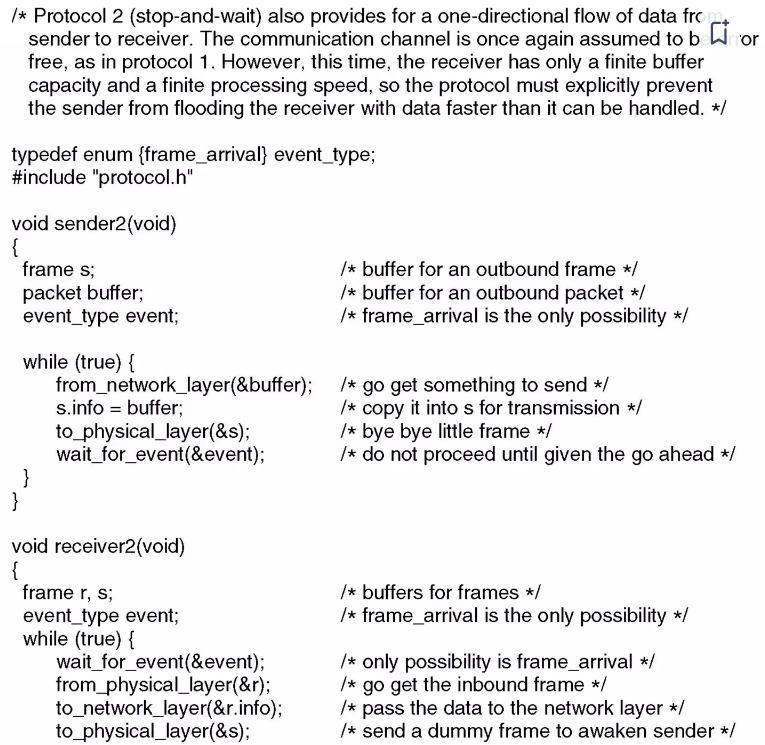 /* Protocol 2 (stop-and-wait) also provides for a one-directional flow of data from
sender to receiver. The communication channel is once again assumed to be error
free, as in protocol 1. However, this time, the receiver has only a finite buffer
capacity and a finite processing speed, so the protocol must explicitly prevent
the sender from flooding the receiver with data faster than it can be handled. */
typedef enum {frame_arrival} event_type;
#include "protocol.h"
void sender2(void)
{
frame s; /* buffer for an outbound frame */
packet buffer; /* buffer for an outbound packet */
event_type event; /* frame_arrival is the only possibility */
while (true) {
from_network_layer(&buffer); /* go get something to send */
s.info = buffer; /* copy it into s for transmission */
to_physical_layer(&s); /* bye bye little frame */
wait_for_event(&event); /* do not proceed until given the go ahead */
}
}
void receiver2(void)
{
frame r, s; /* buffers for frames */
event_type event; /* frame_arrival is the only possibility */
while (true) {
wait_for_event(&event); /* only possibility is frame_arrival */
from_physical_layer(&r); /* go get the inbound frame */
to_network_layer(&r.info); /* pass the data to the network layer */
to_physical_layer(&s); /* send a dummy frame to awaken sender */